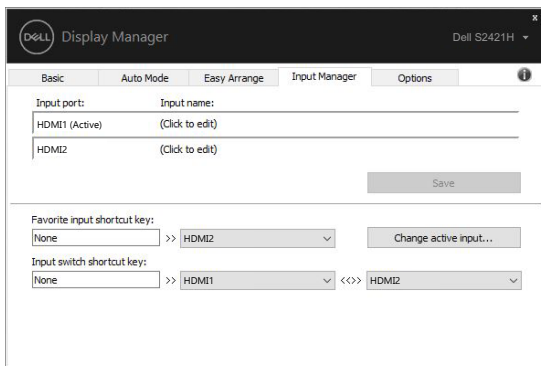 x
DELL Display Manager Dell S2421H
Basic Auto Mode Easy Arrange Input Manager Options i
Input port: Input name:
HDMI1 (Active) (Click to edit)
HDMI2 (Click to edit)
Save
Favorite input shortcut key:
None >> HDMI2 Change active input...
Input switch shortcut key:
None >> HDMI1 <<>> HDMI2